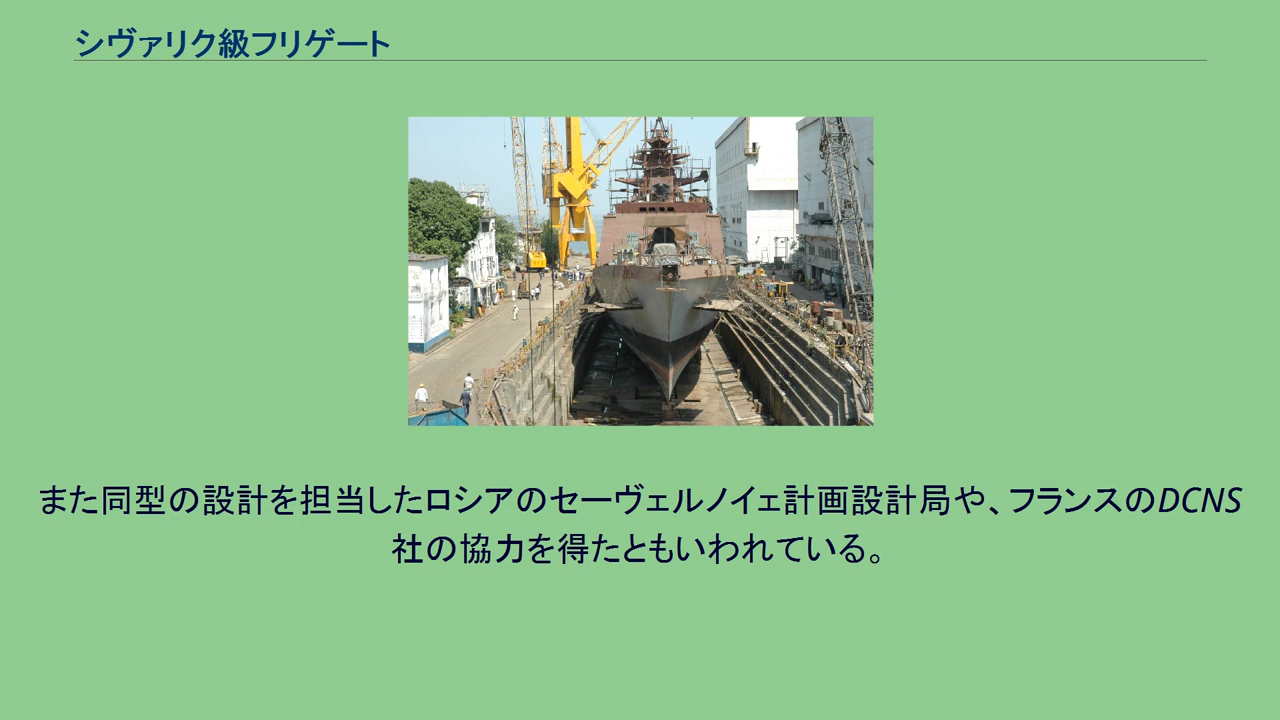 シヴァリク級フリゲート
また同型の設計を担当したロシアのセーヴェルノイェ計画設計局や、フランスのDCNS
社の協力を得たともいわれている。